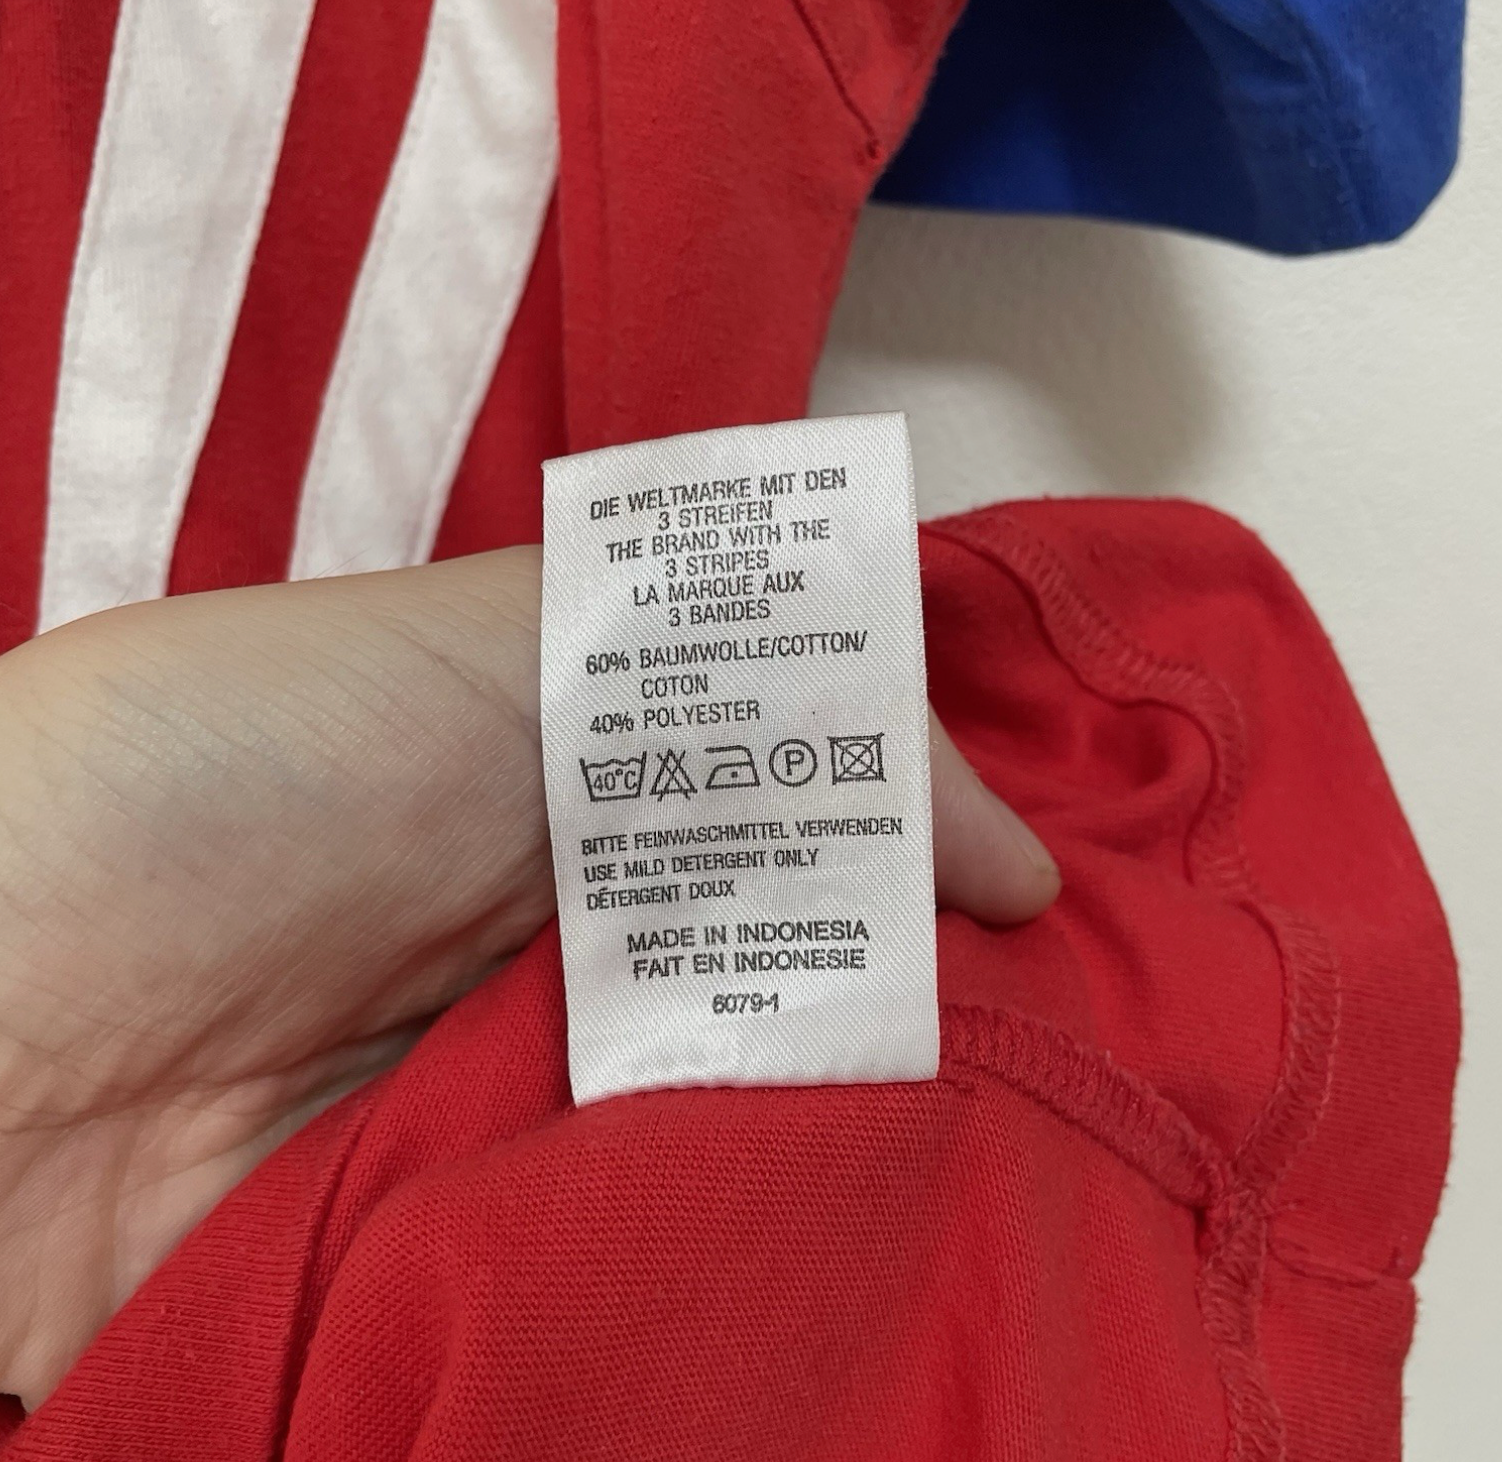 DIE WELTMARKE MIT DEN
3 STREIFEN
THE BRAND WITH THE
3 STRIPES
LA MARQUE AUX
3 BANDES
60% BAUMWOLLE/COTTON/
COTON
40% POLYESTER
40°C P
BITTE FEINWASCHMITTEL VERWENDEN
USE MILD DETERGENT ONLY
DÉTERGENT DOUX
MADE IN INDONESIA
FAIT EN INDONESIE
6079-1